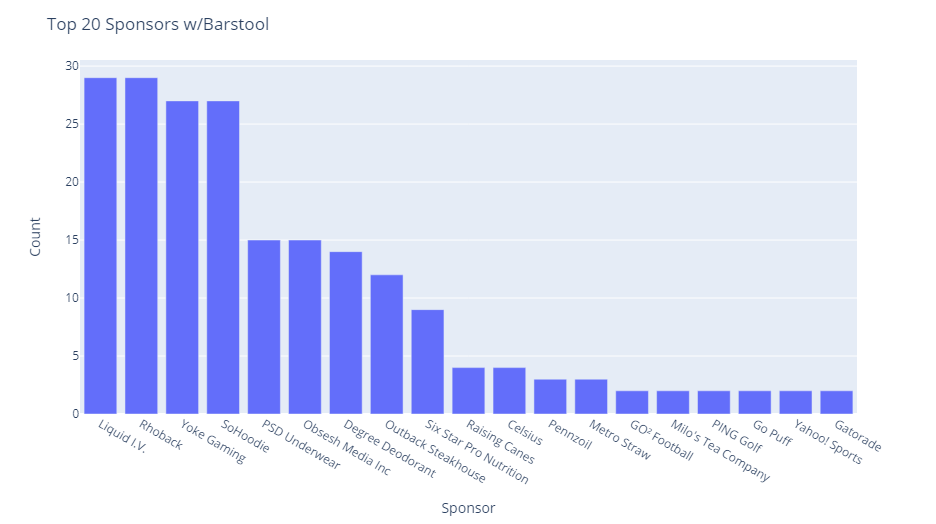 Top 20 Sponsors w/Barstool
Count
30
25
20
15
10
5
0
Liquid I.V.
Rhoback
Yoke Gaming
SoHoodie
PSD Underwear
Obsesh Media Inc
Degree Deodorant
Outback Steakhouse
Six Star Pro Nutrition
Raising Canes
Celsius
Pennzoil
Metro Straw
GO² Football
Milo's Tea Company
PING Golf
Go Puff
Yahoo! Sports
Gatorade
Sponsor